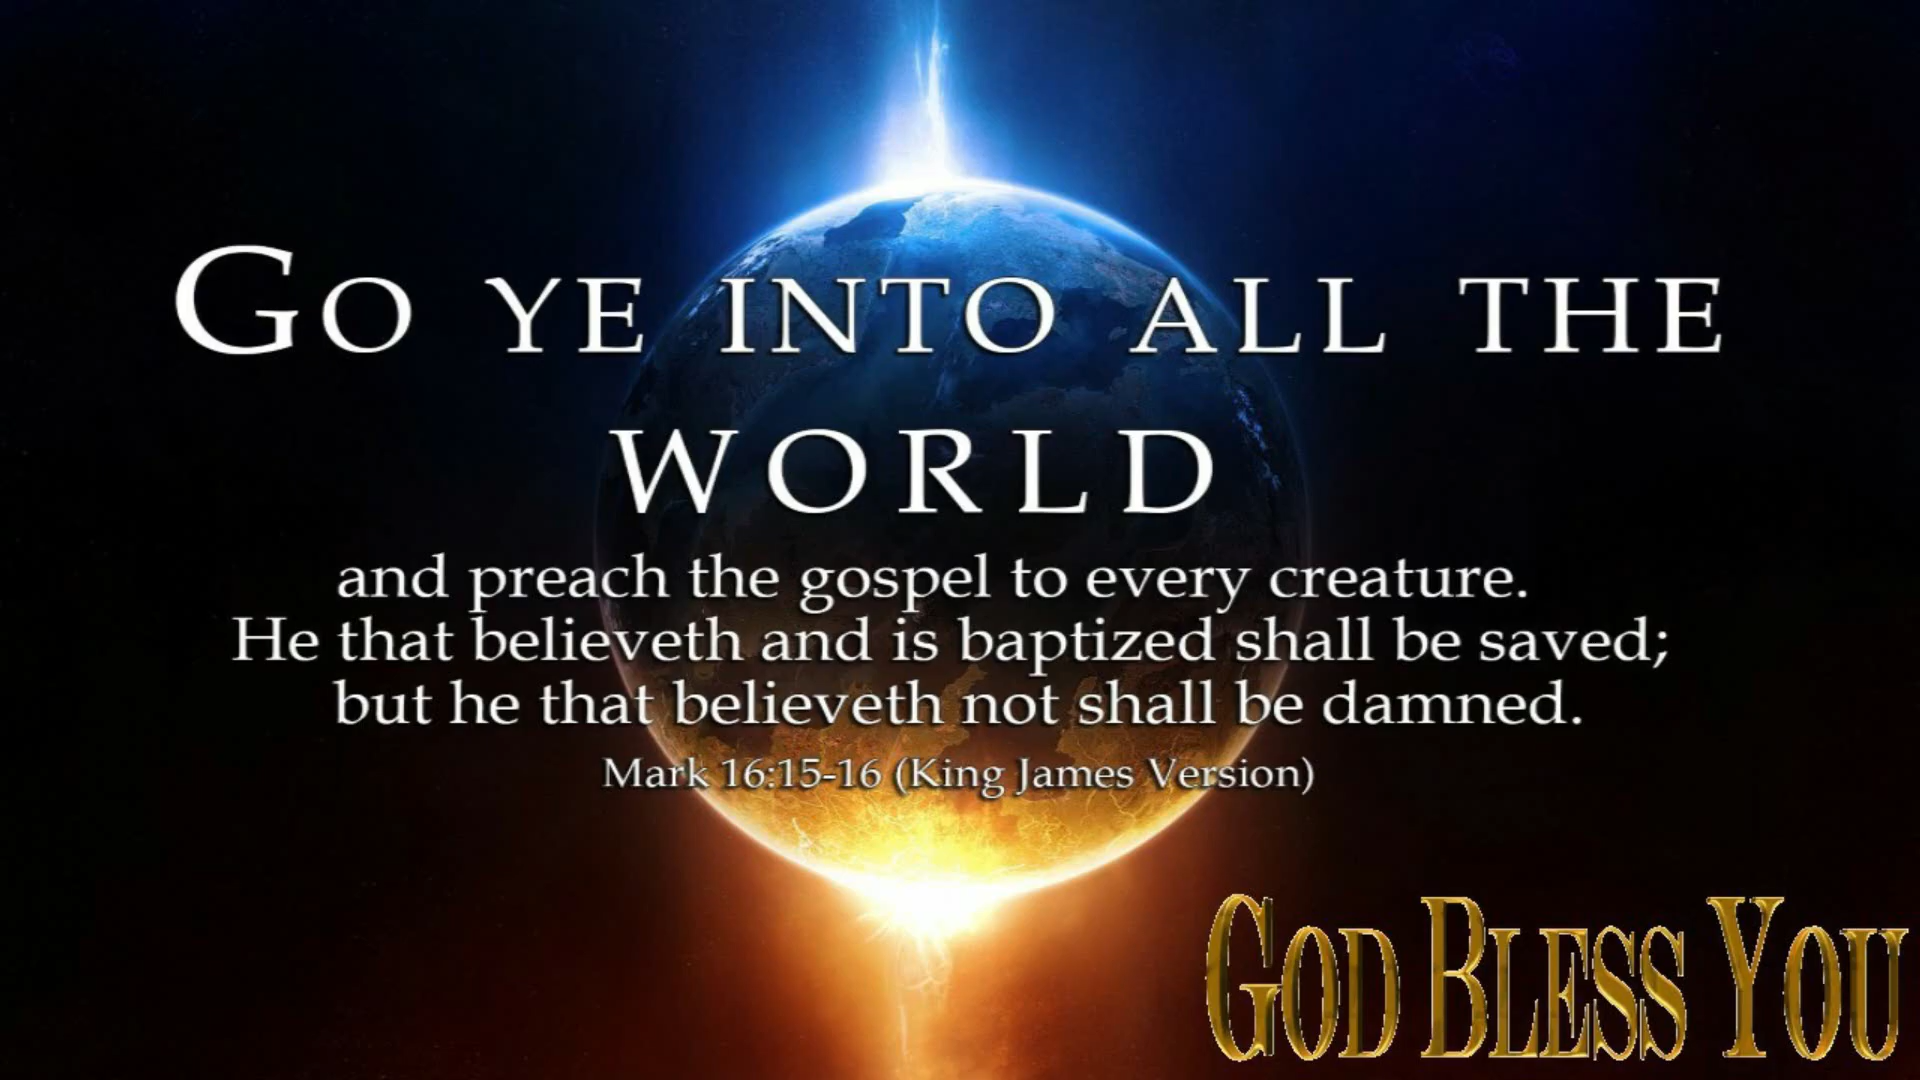 Go ye into all the
world
and preach the gospel to every creature.
He that believeth and is baptized shall be saved;
but he that believeth not shall be damned.
Mark 16:15-16 (King James Version)
God Bless You